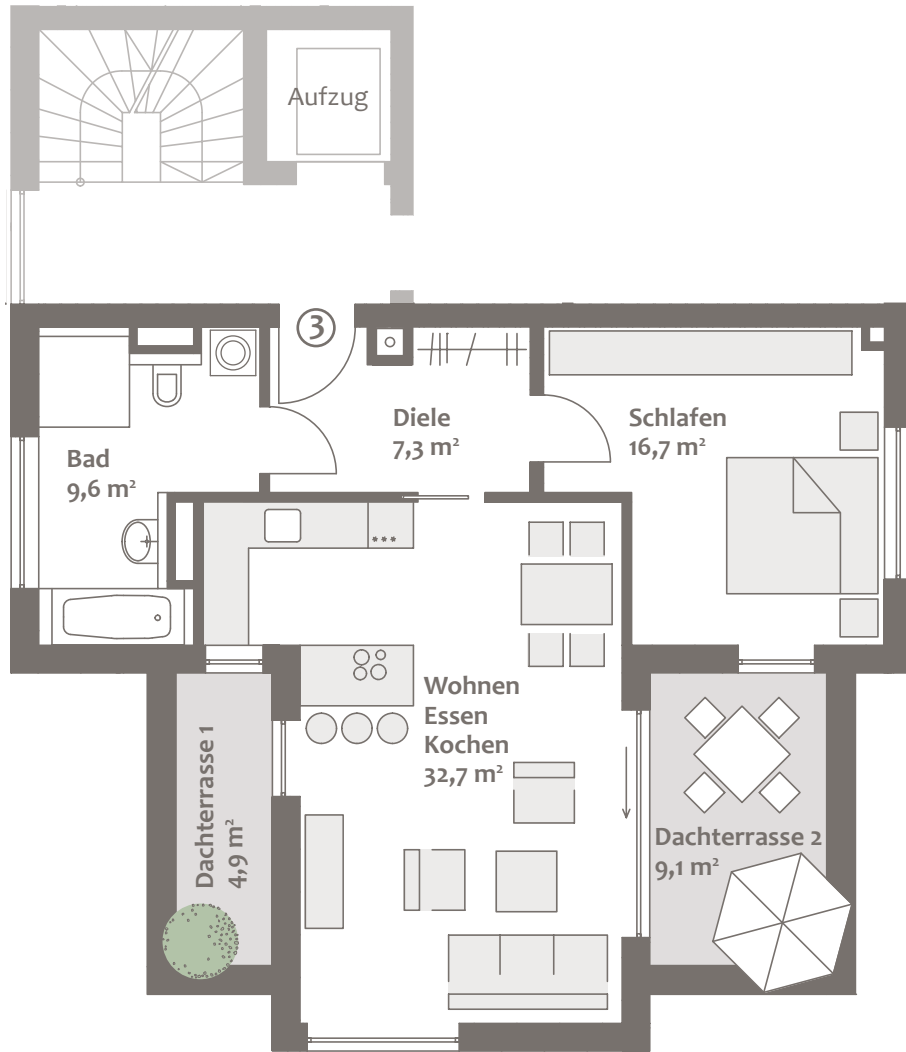 Aufzug
3
Diele
7,3 m²
Schlafen
16,7 m²
Bad
9,6 m²
Wohnen
Essen
Kochen
32,7 m²
Dachterrasse 1
4,9 m²
Dachterrasse 2
9,1 m²